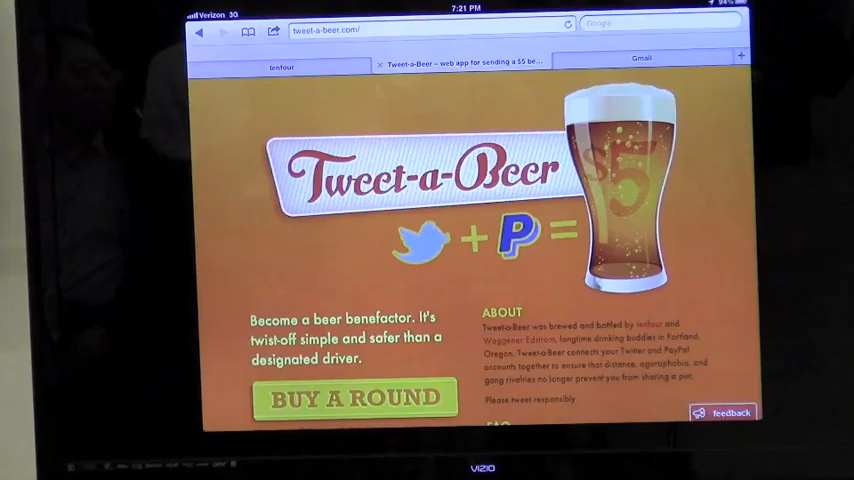 Verizon 3G
7:21 PM
94%
tweet-a-beer.com/
Google
tenfour
Tweet-a-Beer – web app for sending a $5 be...
Gmail
Tweet-a-Beer
$5
+ P =
Become a beer benefactor. It's
twist-off simple and safer than a
designated driver.
BUY A ROUND
ABOUT
Tweet-a-Beer was brewed and bottled by tenfour and
Waggener Edstrom, longtime drinking buddies in Portland,
Oregon. Tweet-a-Beer connects your Twitter and PayPal
accounts together to ensure that distance, agoraphobia, and
gang rivalries no longer prevent you from sharing a pint.
Please tweet responsibly
FAQ
feedback
VIZIO